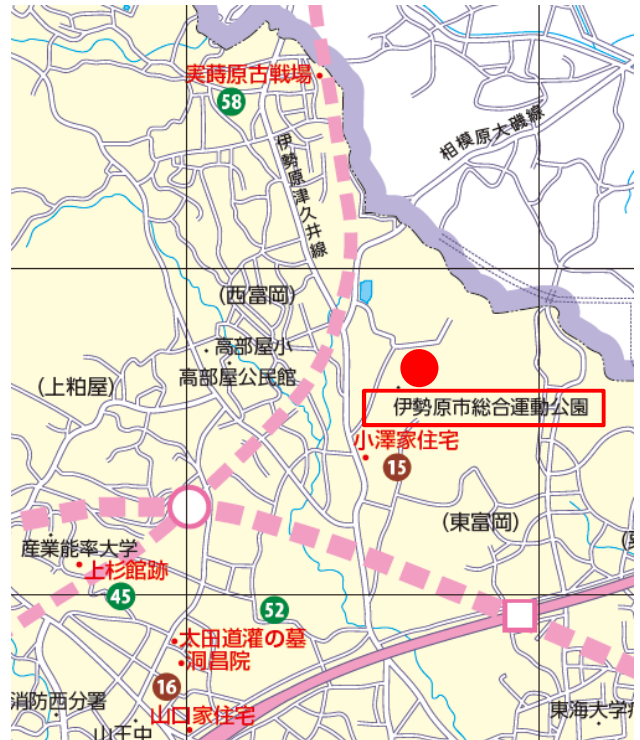 実蒔原古戦場
58
伊勢原津久井線
相模原大磯線
(西富岡)
高部屋小
高部屋公民館
(上粕屋)
伊勢原市総合運動公園
小澤家住宅
15
(東富岡)
産業能率大学
上杉館跡
45
52
太田道灌の墓
洞昌院
16
消防西分署
山王中
山口家住宅
東海大学